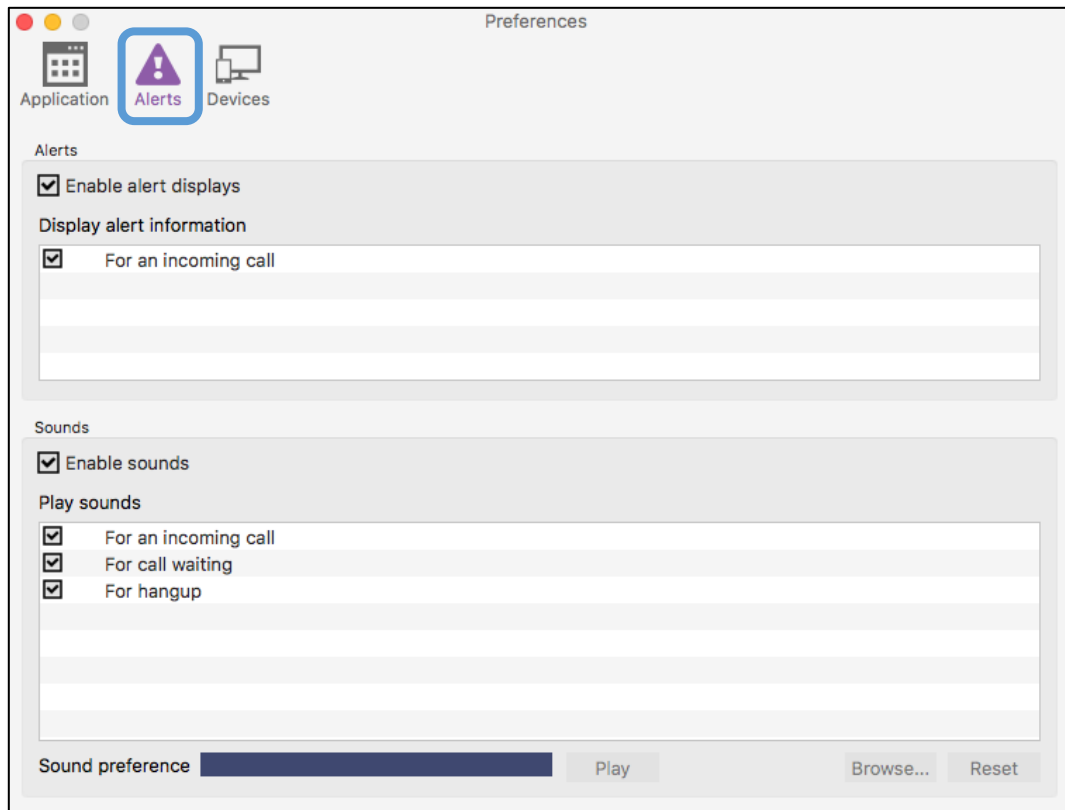 Preferences
Application Alerts Devices
Alerts
Enable alert displays
Display alert information
For an incoming call
Sounds
Enable sounds
Play sounds
For an incoming call
For call waiting
For hangup
Sound preference Play Browse... Reset